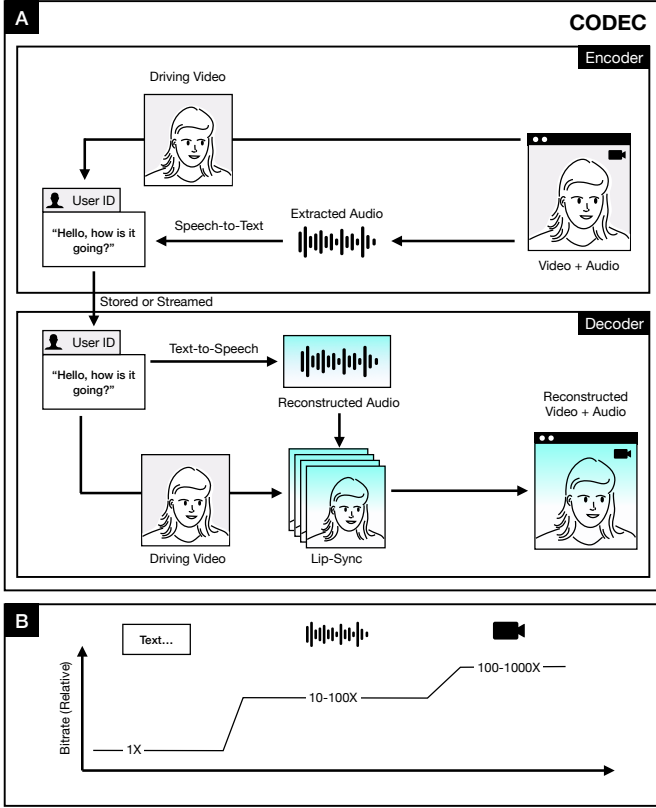 A
CODEC
Encoder
Driving Video
User ID
“Hello, how is it
going?”
Speech-to-Text
Extracted Audio
Video + Audio
Stored or Streamed
Decoder
User ID
“Hello, how is it
going?”
Text-to-Speech
Reconstructed Audio
Reconstructed
Video + Audio
Driving Video
Lip-Sync
B
Text...
Bitrate (Relative)
1X
10-100X
100-1000X